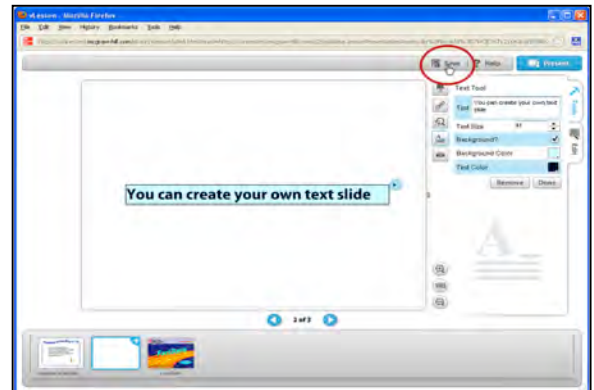 vLesson - Mozilla Firefox
File Edit View History Bookmarks Tools Help
Save ? Help Present
Text Tool
Text You can create your own text slide
Text Size
Background?
Background Color
Text Color
Remove Done
Tools
Edit
You can create your own text slide
2 of 3